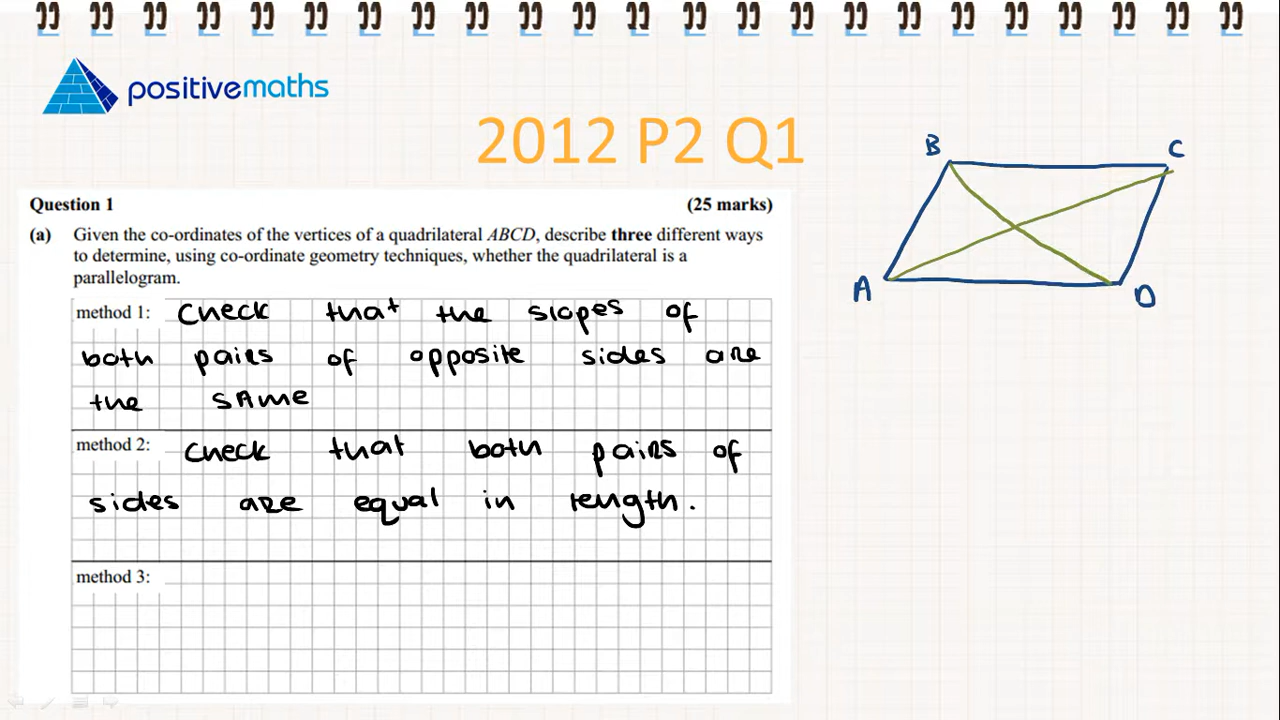 positivemaths
2012 P2 Q1
Question 1 (25 marks)
(a) Given the co-ordinates of the vertices of a quadrilateral ABCD, describe three different ways
to determine, using co-ordinate geometry techniques, whether the quadrilateral is a
parallelogram.
method 1: Check that the slopes of
both pairs of opposite sides are
the same
method 2: Check that both pairs of
sides are equal in length.
method 3:
B C
A D